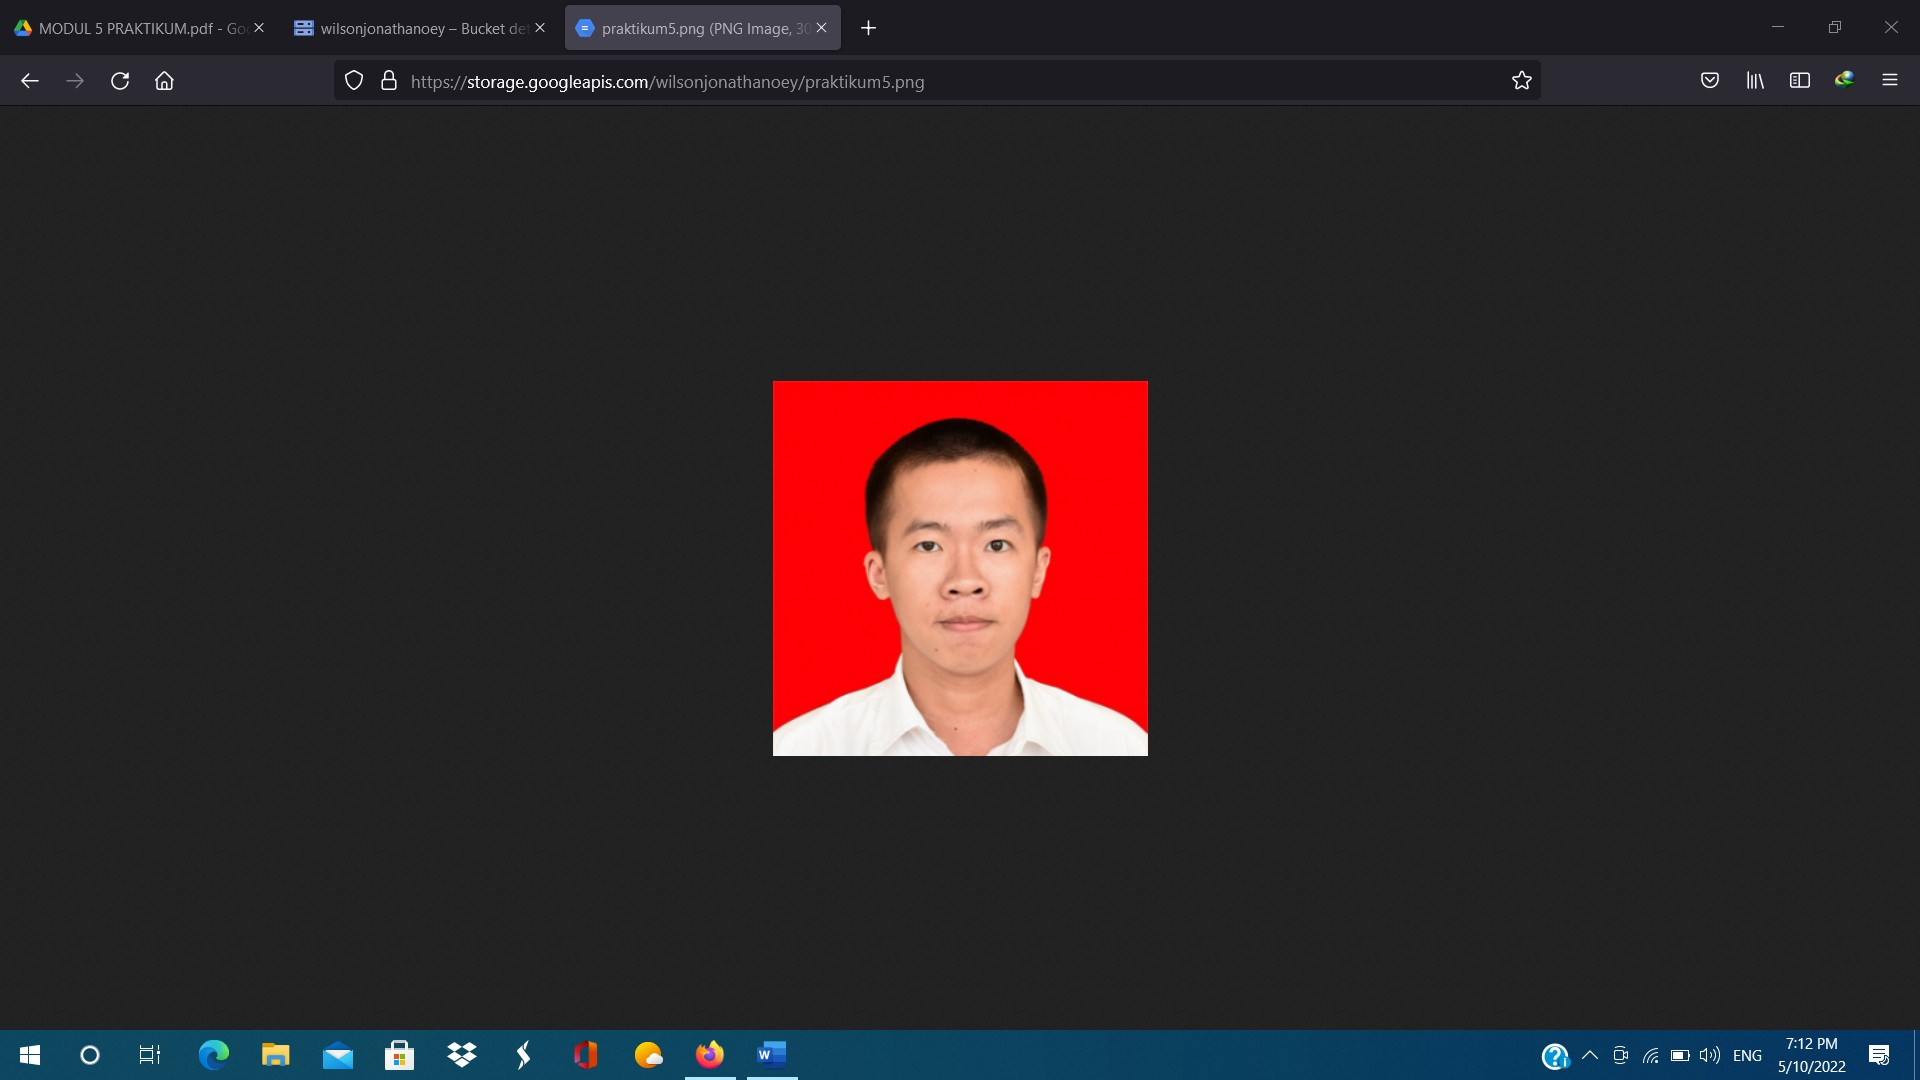 MODUL 5 PRAKTIKUM.pdf - Go
wilsonjonathanoey – Bucket de
praktikum5.png (PNG Image, 30
https://storage.googleapis.com/wilsonjonathanoey/praktikum5.png
ENG
7:12 PM
5/10/2022